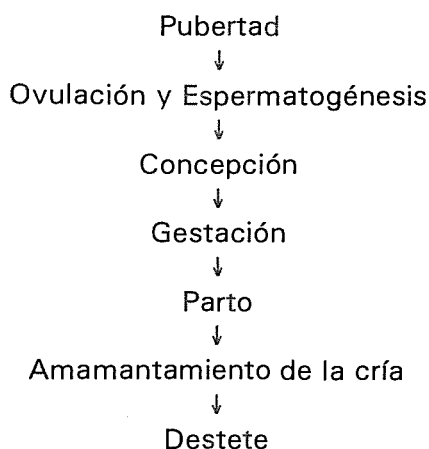 Pubertad
↓
Ovulación y Espermatogénesis
↓
Concepción
↓
Gestación
↓
Parto
↓
Amamantamiento de la cría
↓
Destete